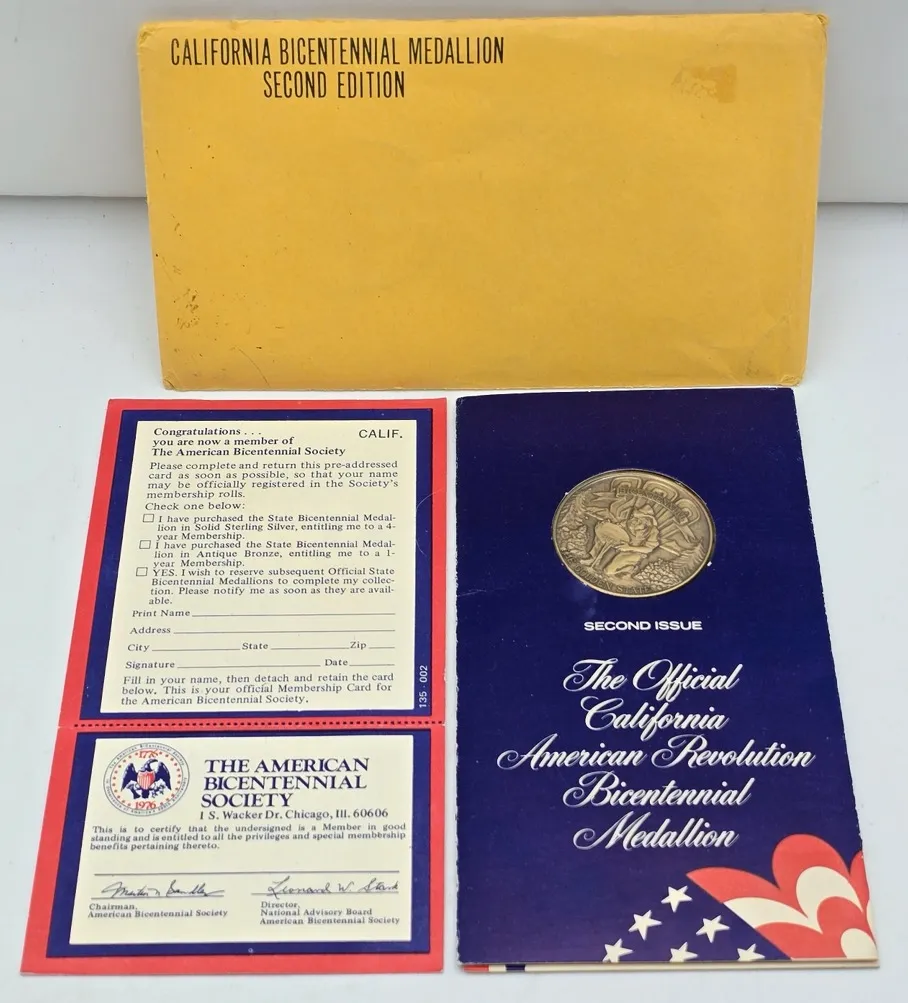 CALIFORNIA BICENTENNIAL MEDALLION
SECOND EDITION
Congratulations . . .
CALIF.
you are now a member of
The American Bicentennial Society
Please complete and return this pre-addressed
card as soon as possible, so that your name
may be officially registered in the Society's
membership rolls.
Check one below:
I have purchased the State Bicentennial Medal-
lion in Solid Sterling Silver, entitling me to a 4-
year Membership.
I have purchased the State Bicentennial Medal-
lion in Antique Bronze, entitling me to a 1-
year Membership.
YES. I wish to reserve subsequent Official State
Bicentennial Medallions to complete my collec-
tion. Please notify me as soon as they are avail-
able.
Print Name
Address
City State Zip
Signature Date
Fill in your name, then detach and retain the card
below. This is your official Membership Card for
the American Bicentennial Society.
135-002
1776
1976
THE AMERICAN
BICENTENNIAL
SOCIETY
1 S. Wacker Dr. Chicago, Ill. 60606
This is to certify that the undersigned is a Member in good
standing and is entitled to all the privileges and special membership
benefits pertaining thereto.
Chairman,
American Bicentennial Society
Leonard W. Stark
Director,
National Advisory Board
American Bicentennial Society
BICENTENNIAL
SECOND ISSUE
The Official
California
American Revolution
Bicentennial
Medallion